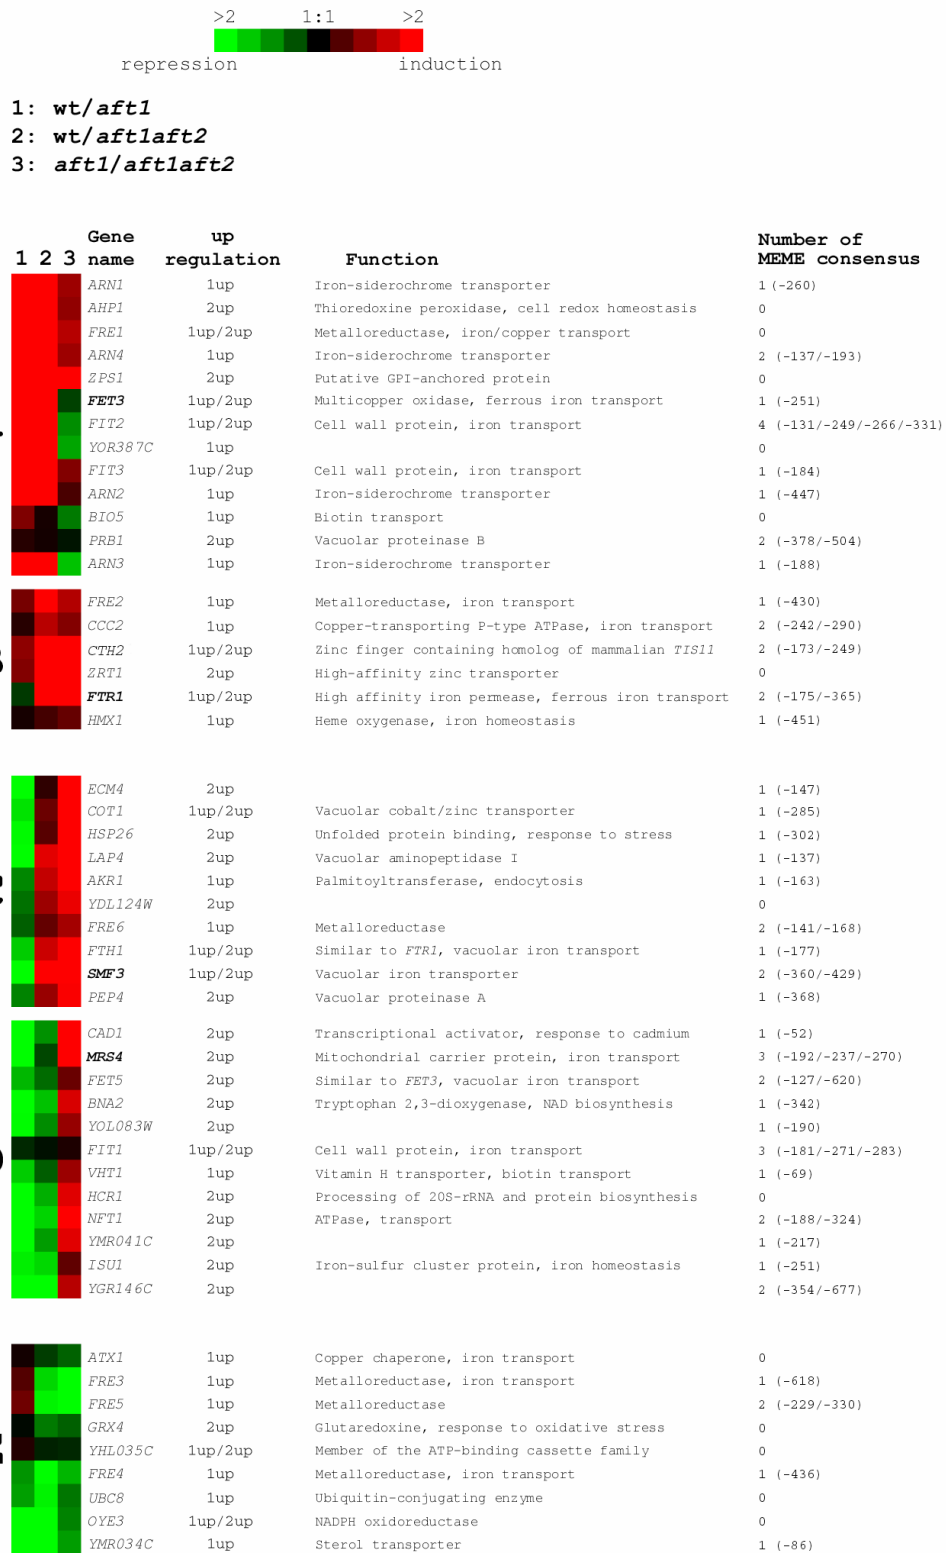 >2 1:1 >2
repression induction
1: wt/aft1
2: wt/aft1aft2
3: aft1/aft1aft2
Gene up Number of
1 2 3 name regulation Function MEME consensus
ARN1 1up Iron-siderochrome transporter 1 (-260)
AHP1 2up Thioredoxine peroxidase, cell redox homeostasis 0
FRE1 1up/2up Metalloreductase, iron/copper transport 0
ARN4 1up Iron-siderochrome transporter 2 (-137/-193)
ZPS1 2up Putative GPI-anchored protein 0
FET3 1up/2up Multicopper oxidase, ferrous iron transport 1 (-251)
FIT2 1up/2up Cell wall protein, iron transport 4 (-131/-249/-266/-331)
YOR387C 1up 0
FIT3 1up/2up Cell wall protein, iron transport 1 (-184)
ARN2 1up Iron-siderochrome transporter 1 (-447)
BIO5 1up Biotin transport 0
PRB1 2up Vacuolar proteinase B 2 (-378/-504)
ARN3 1up Iron-siderochrome transporter 1 (-188)
FRE2 1up Metalloreductase, iron transport 1 (-430)
CCC2 1up Copper-transporting P-type ATPase, iron transport 2 (-242/-290)
CTH2 1up/2up Zinc finger containing homolog of mammalian TIS11 2 (-173/-249)
ZRT1 2up High-affinity zinc transporter 0
FTR1 1up/2up High affinity iron permease, ferrous iron transport 2 (-175/-365)
HMX1 1up Heme oxygenase, iron homeostasis 1 (-451)
ECM4 2up 1 (-147)
COT1 1up/2up Vacuolar cobalt/zinc transporter 1 (-285)
HSP26 2up Unfolded protein binding, response to stress 1 (-302)
LAP4 2up Vacuolar aminopeptidase I 1 (-137)
AKR1 1up Palmitoyltransferase, endocytosis 1 (-163)
YDL124W 2up 0
FRE6 1up Metalloreductase 2 (-141/-168)
FTH1 1up/2up Similar to FTR1, vacuolar iron transport 1 (-177)
SMF3 1up/2up Vacuolar iron transporter 2 (-360/-429)
PEP4 2up Vacuolar proteinase A 1 (-368)
CAD1 2up Transcriptional activator, response to cadmium 1 (-52)
MRS4 2up Mitochondrial carrier protein, iron transport 3 (-192/-237/-270)
FET5 2up Similar to FET3, vacuolar iron transport 2 (-127/-620)
BNA2 2up Tryptophan 2,3-dioxygenase, NAD biosynthesis 1 (-342)
YOL083W 2up 1 (-190)
FIT1 1up/2up Cell wall protein, iron transport 3 (-181/-271/-283)
VHT1 1up Vitamin H transporter, biotin transport 1 (-69)
HCR1 2up Processing of 20S-rRNA and protein biosynthesis 0
NFT1 2up ATPase, transport 2 (-188/-324)
YMR041C 2up 1 (-217)
ISU1 2up Iron-sulfur cluster protein, iron homeostasis 1 (-251)
YGR146C 2up 2 (-354/-677)
ATX1 1up Copper chaperone, iron transport 0
FRE3 1up Metalloreductase, iron transport 1 (-618)
FRE5 1up Metalloreductase 2 (-229/-330)
GRX4 2up Glutaredoxine, response to oxidative stress 0
YHL035C 1up/2up Member of the ATP-binding cassette family 0
FRE4 1up Metalloreductase, iron transport 1 (-436)
UBC8 1up Ubiquitin-conjugating enzyme 0
OYE3 1up/2up NADPH oxidoreductase 0
YMR034C 1up Sterol transporter 1 (-86)